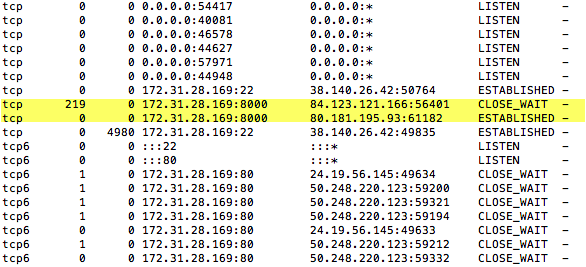 tcp 0 0 0.0.0.0:54417 0.0.0.0:* LISTEN -
tcp 0 0 0.0.0.0:40081 0.0.0.0:* LISTEN -
tcp 0 0 0.0.0.0:46578 0.0.0.0:* LISTEN -
tcp 0 0 0.0.0.0:44627 0.0.0.0:* LISTEN -
tcp 0 0 0.0.0.0:57971 0.0.0.0:* LISTEN -
tcp 0 0 0.0.0.0:44948 0.0.0.0:* LISTEN -
tcp 0 0 172.31.28.169:22 38.140.26.42:50764 ESTABLISHED -
tcp 219 0 172.31.28.169:8000 84.123.121.166:56401 CLOSE_WAIT -
tcp 0 0 172.31.28.169:8000 80.181.195.93:61182 ESTABLISHED -
tcp 0 4980 172.31.28.169:22 38.140.26.42:49835 ESTABLISHED -
tcp6 0 0 :::22 :::* LISTEN -
tcp6 0 0 :::80 :::* LISTEN -
tcp6 1 0 172.31.28.169:80 24.19.56.145:49634 CLOSE_WAIT -
tcp6 1 0 172.31.28.169:80 50.248.220.123:59200 CLOSE_WAIT -
tcp6 1 0 172.31.28.169:80 50.248.220.123:59321 CLOSE_WAIT -
tcp6 1 0 172.31.28.169:80 50.248.220.123:59194 CLOSE_WAIT -
tcp6 0 0 172.31.28.169:80 24.19.56.145:49633 CLOSE_WAIT -
tcp6 1 0 172.31.28.169:80 50.248.220.123:59212 CLOSE_WAIT -
tcp6 0 0 172.31.28.169:80 50.248.220.123:59332 CLOSE_WAIT -